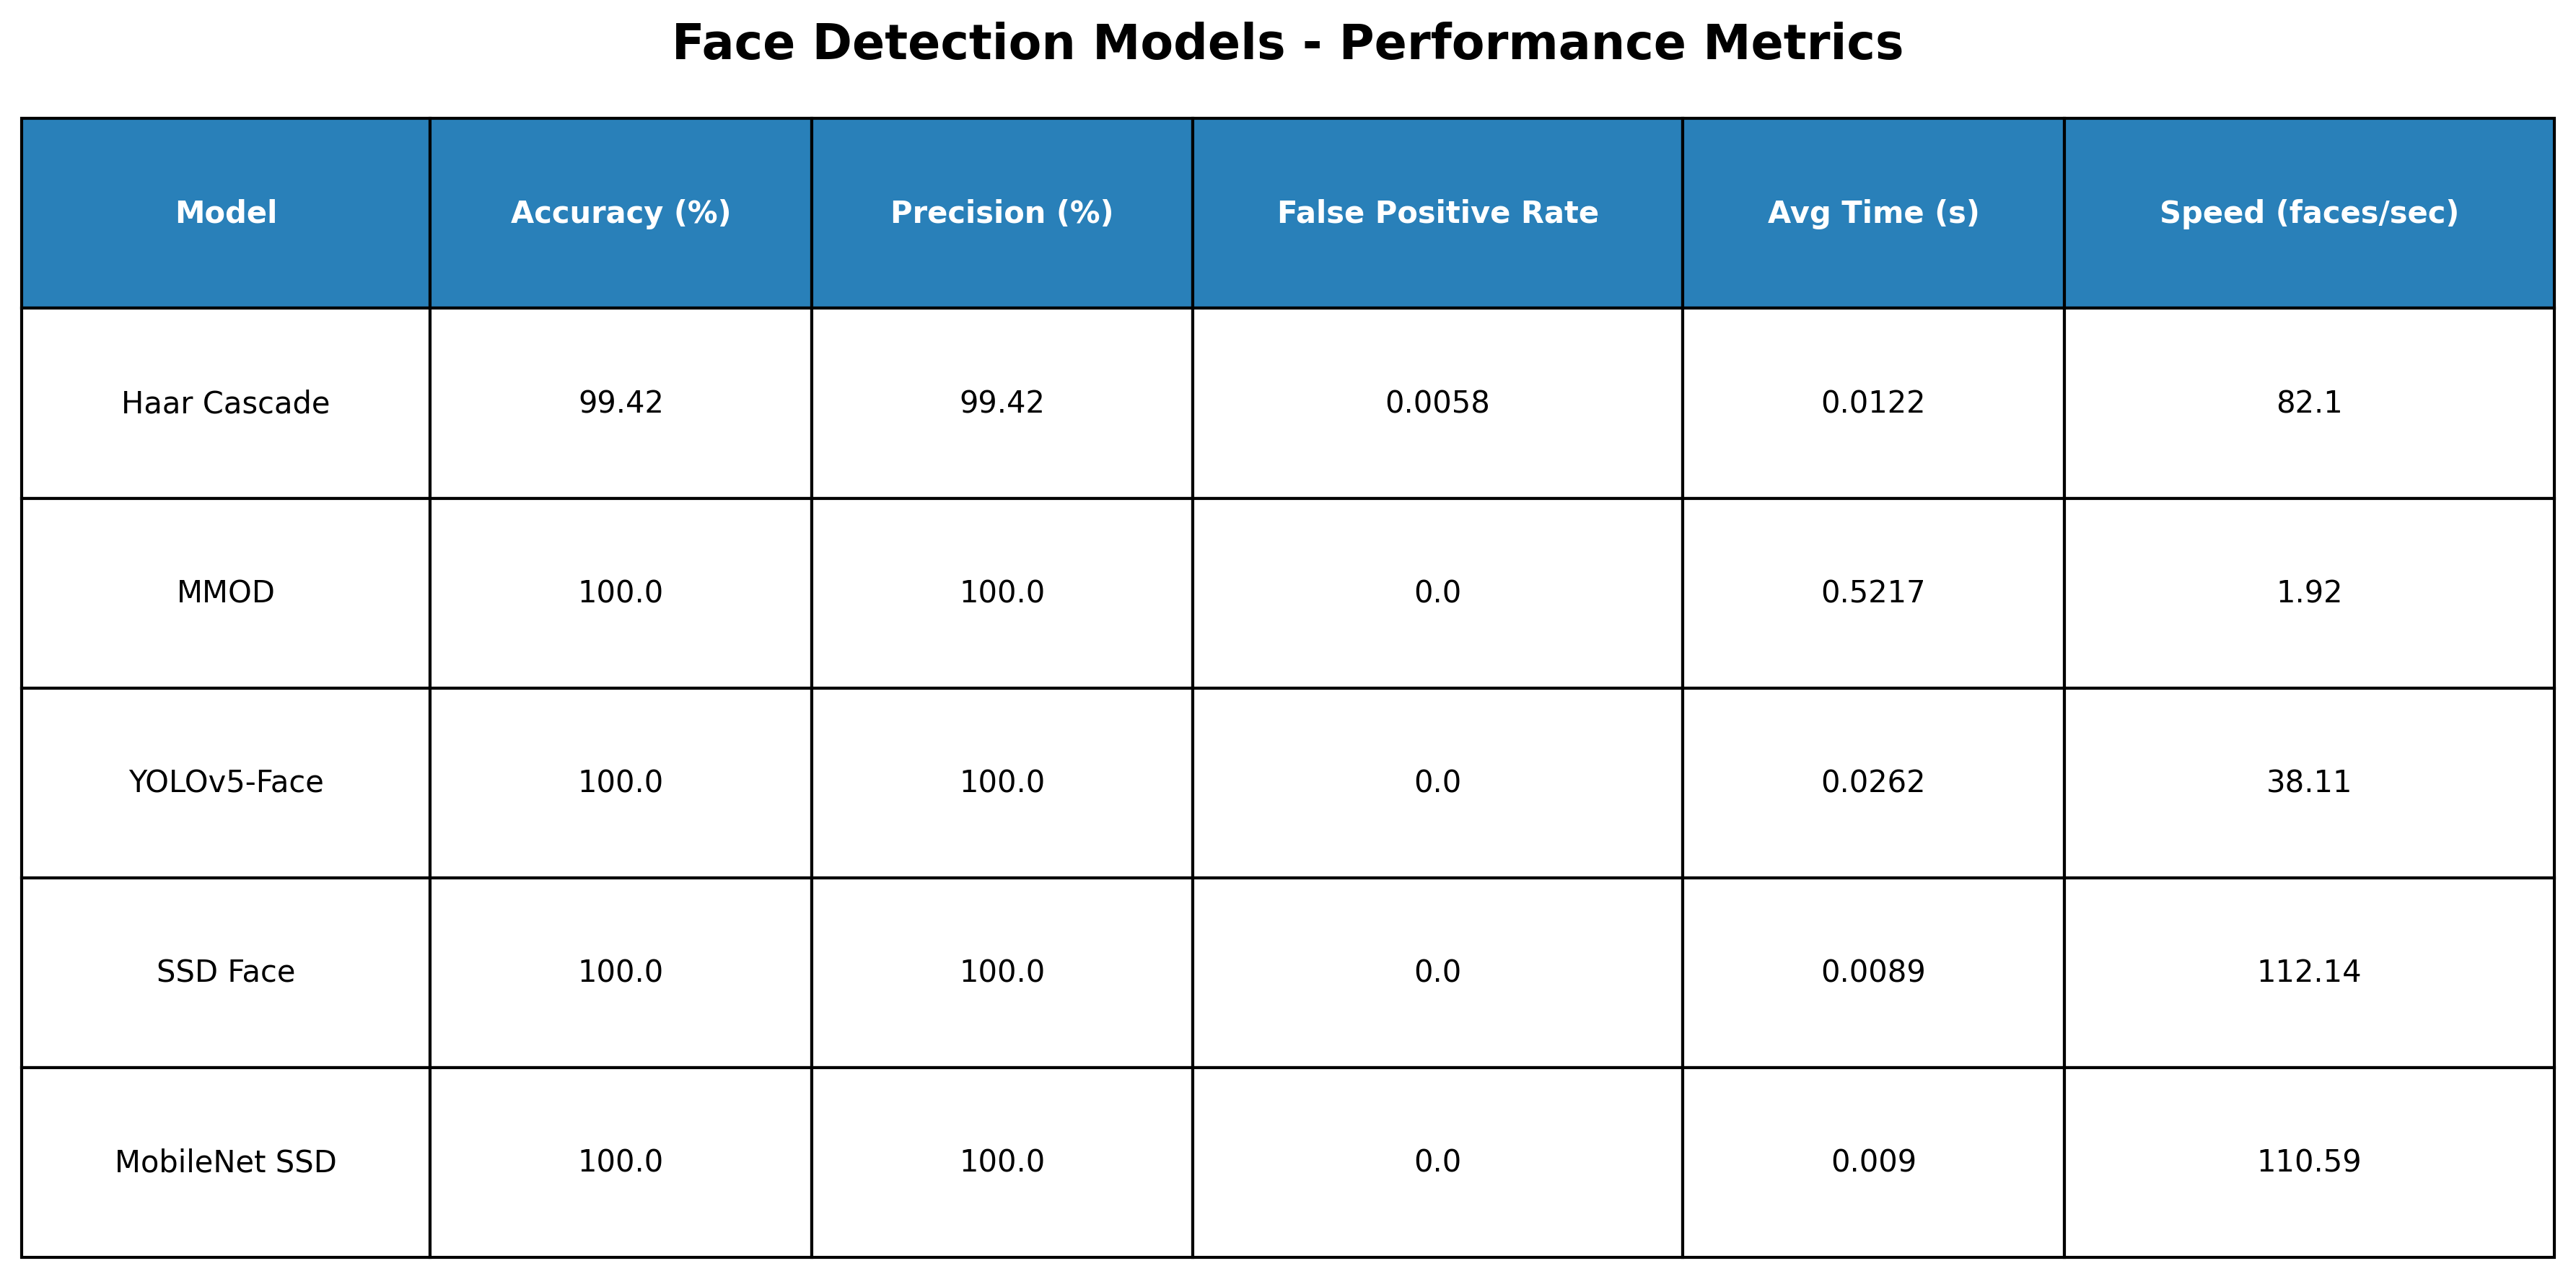 Face Detection Models - Performance Metrics
Model Accuracy (%) Precision (%) False Positive Rate Avg Time (s) Speed (faces/sec)
Haar Cascade 99.42 99.42 0.0058 0.0122 82.1
MMOD 100.0 100.0 0.0 0.5217 1.92
YOLOv5-Face 100.0 100.0 0.0 0.0262 38.11
SSD Face 100.0 100.0 0.0 0.0089 112.14
MobileNet SSD 100.0 100.0 0.0 0.009 110.59